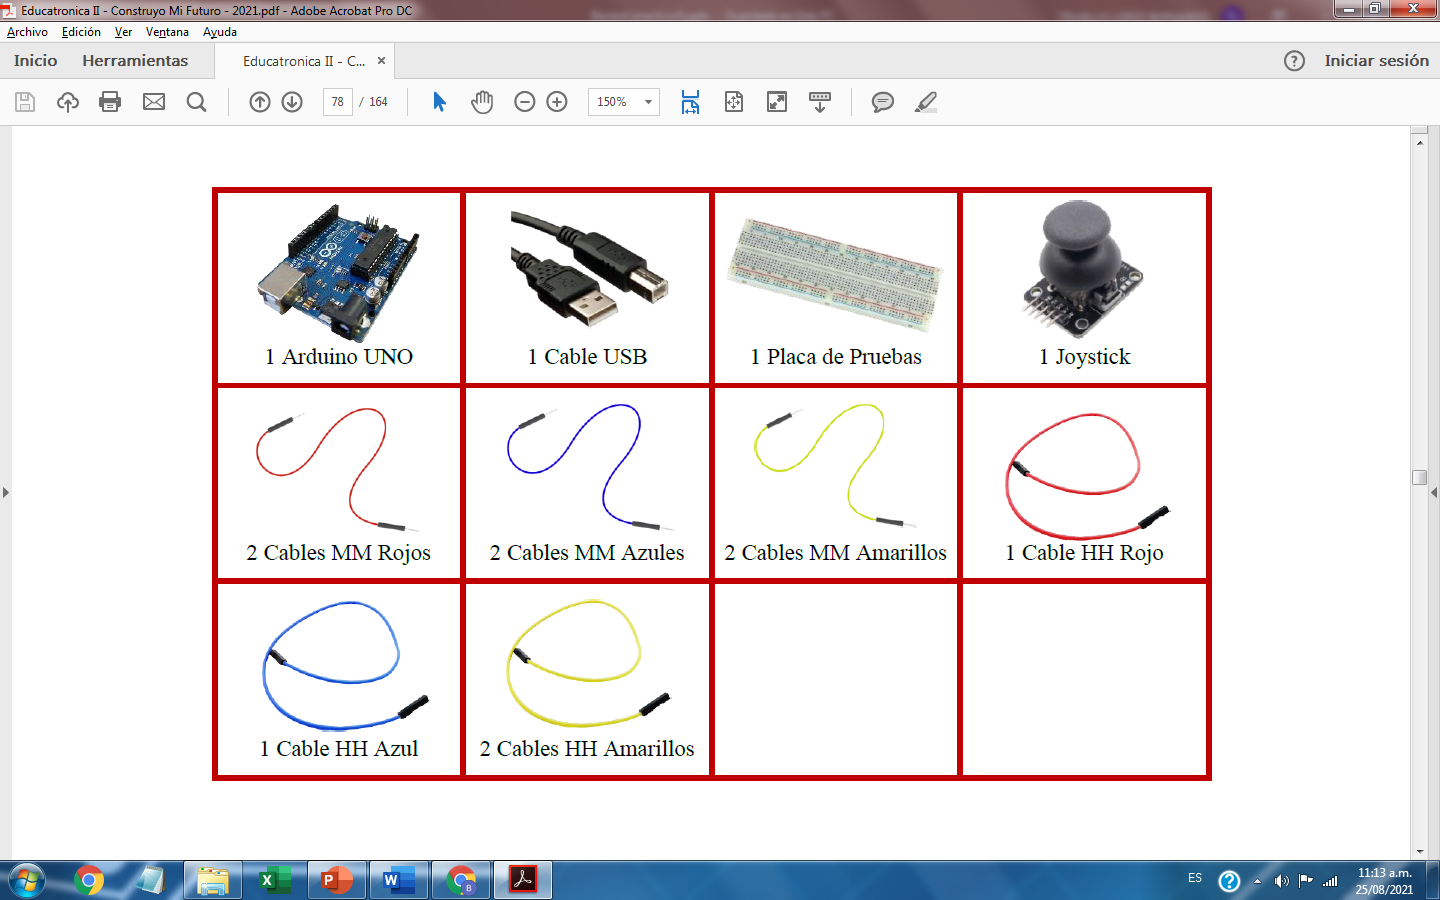 Educatronica II - Construyo Mi Futuro - 2021.pdf - Adobe Acrobat Pro DC
Archivo Edición Ver Ventana Ayuda
Inicio Herramientas Educatronica II - C... × ? Iniciar sesión
78 / 164 150%
1 Arduino UNO
1 Cable USB
1 Placa de Pruebas
1 Joystick
2 Cables MM Rojos
2 Cables MM Azules
2 Cables MM Amarillos
1 Cable HH Rojo
1 Cable HH Azul
2 Cables HH Amarillos
ES
11:13 a.m.
25/08/2021